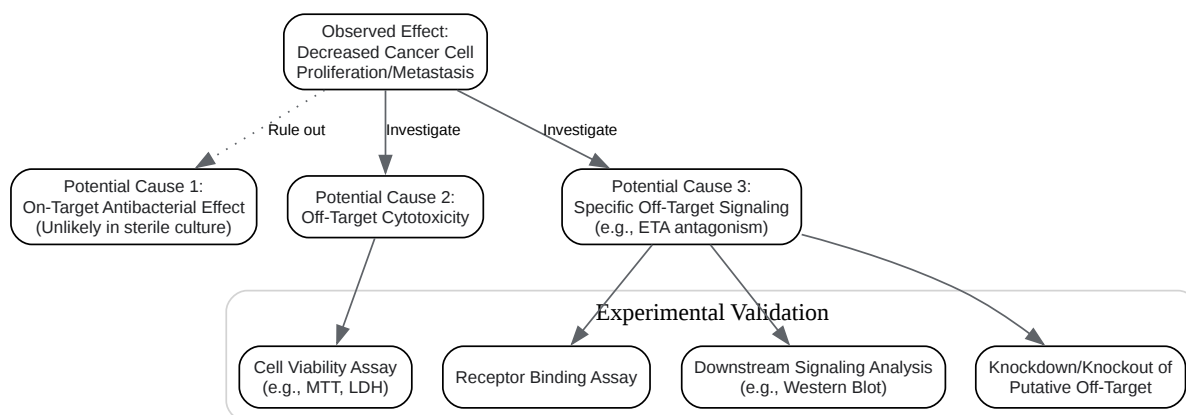 Observed Effect:
Decreased Cancer Cell
Proliferation/Metastasis
Rule out
Investigate
Investigate
Potential Cause 1:
On-Target Antibacterial Effect
(Unlikely in sterile culture)
Potential Cause 2:
Off-Target Cytotoxicity
Potential Cause 3:
Specific Off-Target Signaling
(e.g., ETA antagonism)
Experimental Validation
Cell Viability Assay
(e.g., MTT, LDH)
Receptor Binding Assay
Downstream Signaling Analysis
(e.g., Western Blot)
Knockdown/Knockout of
Putative Off-Target